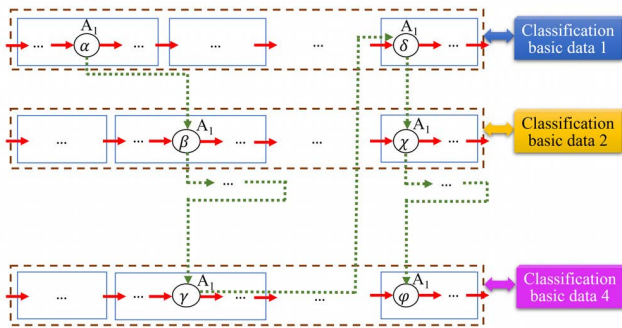 A1 A1
... α ... ... ... δ ...
Classification
basic data 1
A1 A1
... ... β ... ... χ ...
Classification
basic data 2
... ...
A1 A1
... ... γ ... ... φ ...
Classification
basic data 4